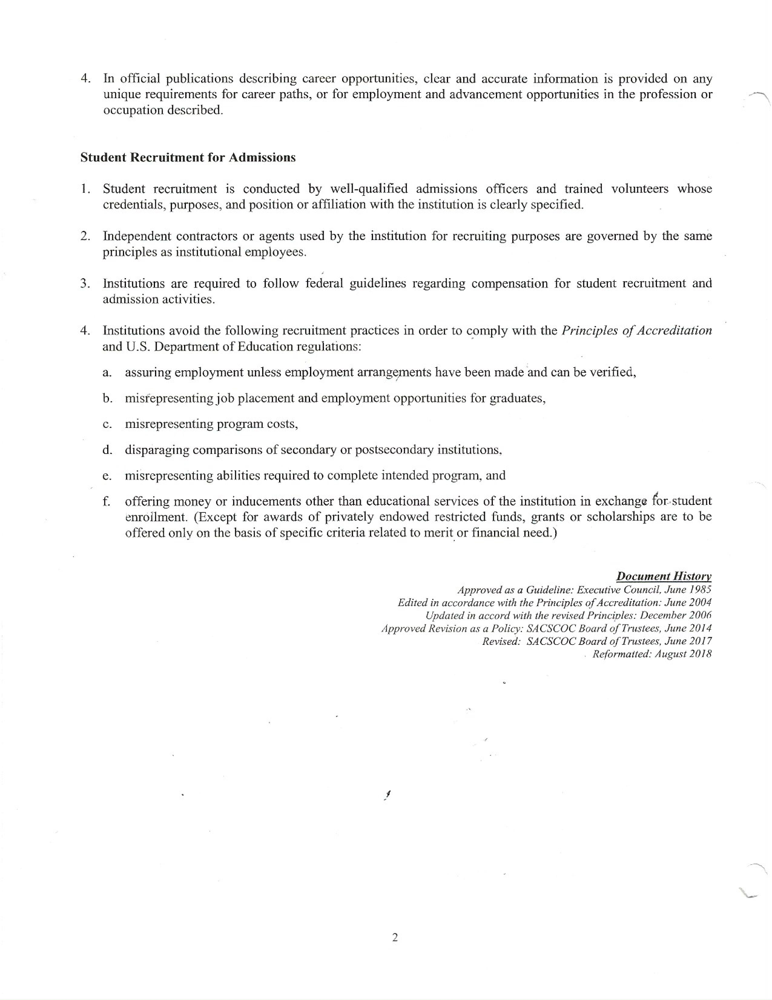 4. In official publications describing career opportunities, clear and accurate information is provided on any
unique requirements for career paths, or for employment and advancement opportunities in the profession or
occupation described.
Student Recruitment for Admissions
1. Student recruitment is conducted by well-qualified admissions officers and trained volunteers whose
credentials, purposes, and position or affiliation with the institution is clearly specified.
2. Independent contractors or agents used by the institution for recruiting purposes are governed by the same
principles as institutional employees.
3. Institutions are required to follow federal guidelines regarding compensation for student recruitment and
admission activities.
4. Institutions avoid the following recruitment practices in order to comply with the Principles of Accreditation
and U.S. Department of Education regulations:
a. assuring employment unless employment arrangements have been made and can be verified,
b. misrepresenting job placement and employment opportunities for graduates,
c. misrepresenting program costs,
d. disparaging comparisons of secondary or postsecondary institutions,
e. misrepresenting abilities required to complete intended program, and
f. offering money or inducements other than educational services of the institution in exchange for student
enrollment. (Except for awards of privately endowed restricted funds, grants or scholarships are to be
offered only on the basis of specific criteria related to merit or financial need.)
Document History
Approved as a Guideline: Executive Council, June 1985
Edited in accordance with the Principles of Accreditation: June 2004
Updated in accord with the revised Principles: December 2006
Approved Revision as a Policy: SACSCOC Board of Trustees, June 2014
Revised: SACSCOC Board of Trustees, June 2017
Reformatted: August 2018
2